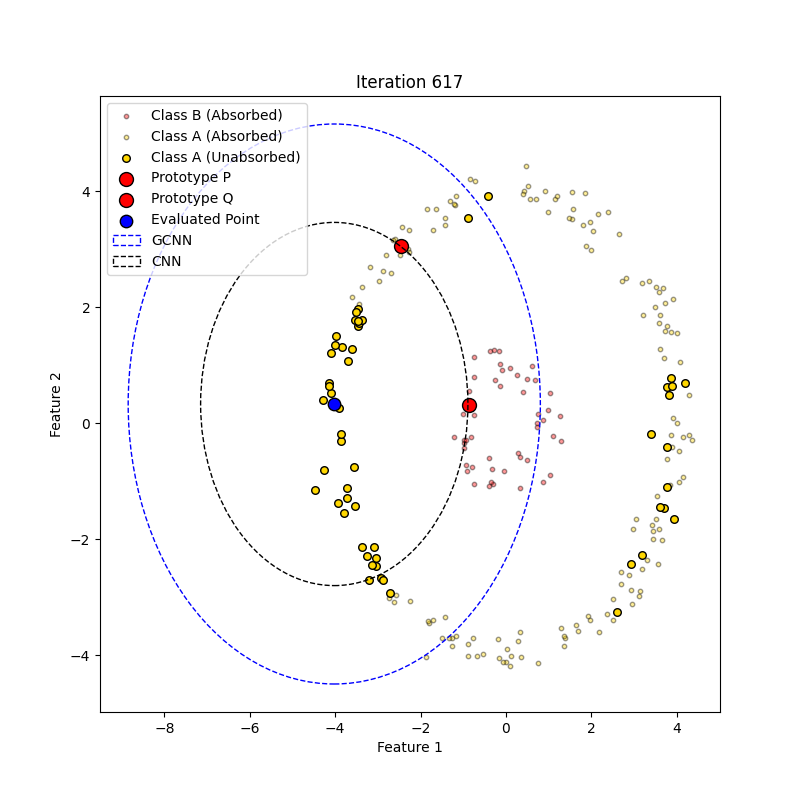 Iteration 617
Class B (Absorbed)
Class A (Absorbed)
Class A (Unabsorbed)
Prototype P
Prototype Q
Evaluated Point
GCNN
CNN
4
2
0
−2
−4
Feature 2
−8 −6 −4 −2 0 2 4
Feature 1